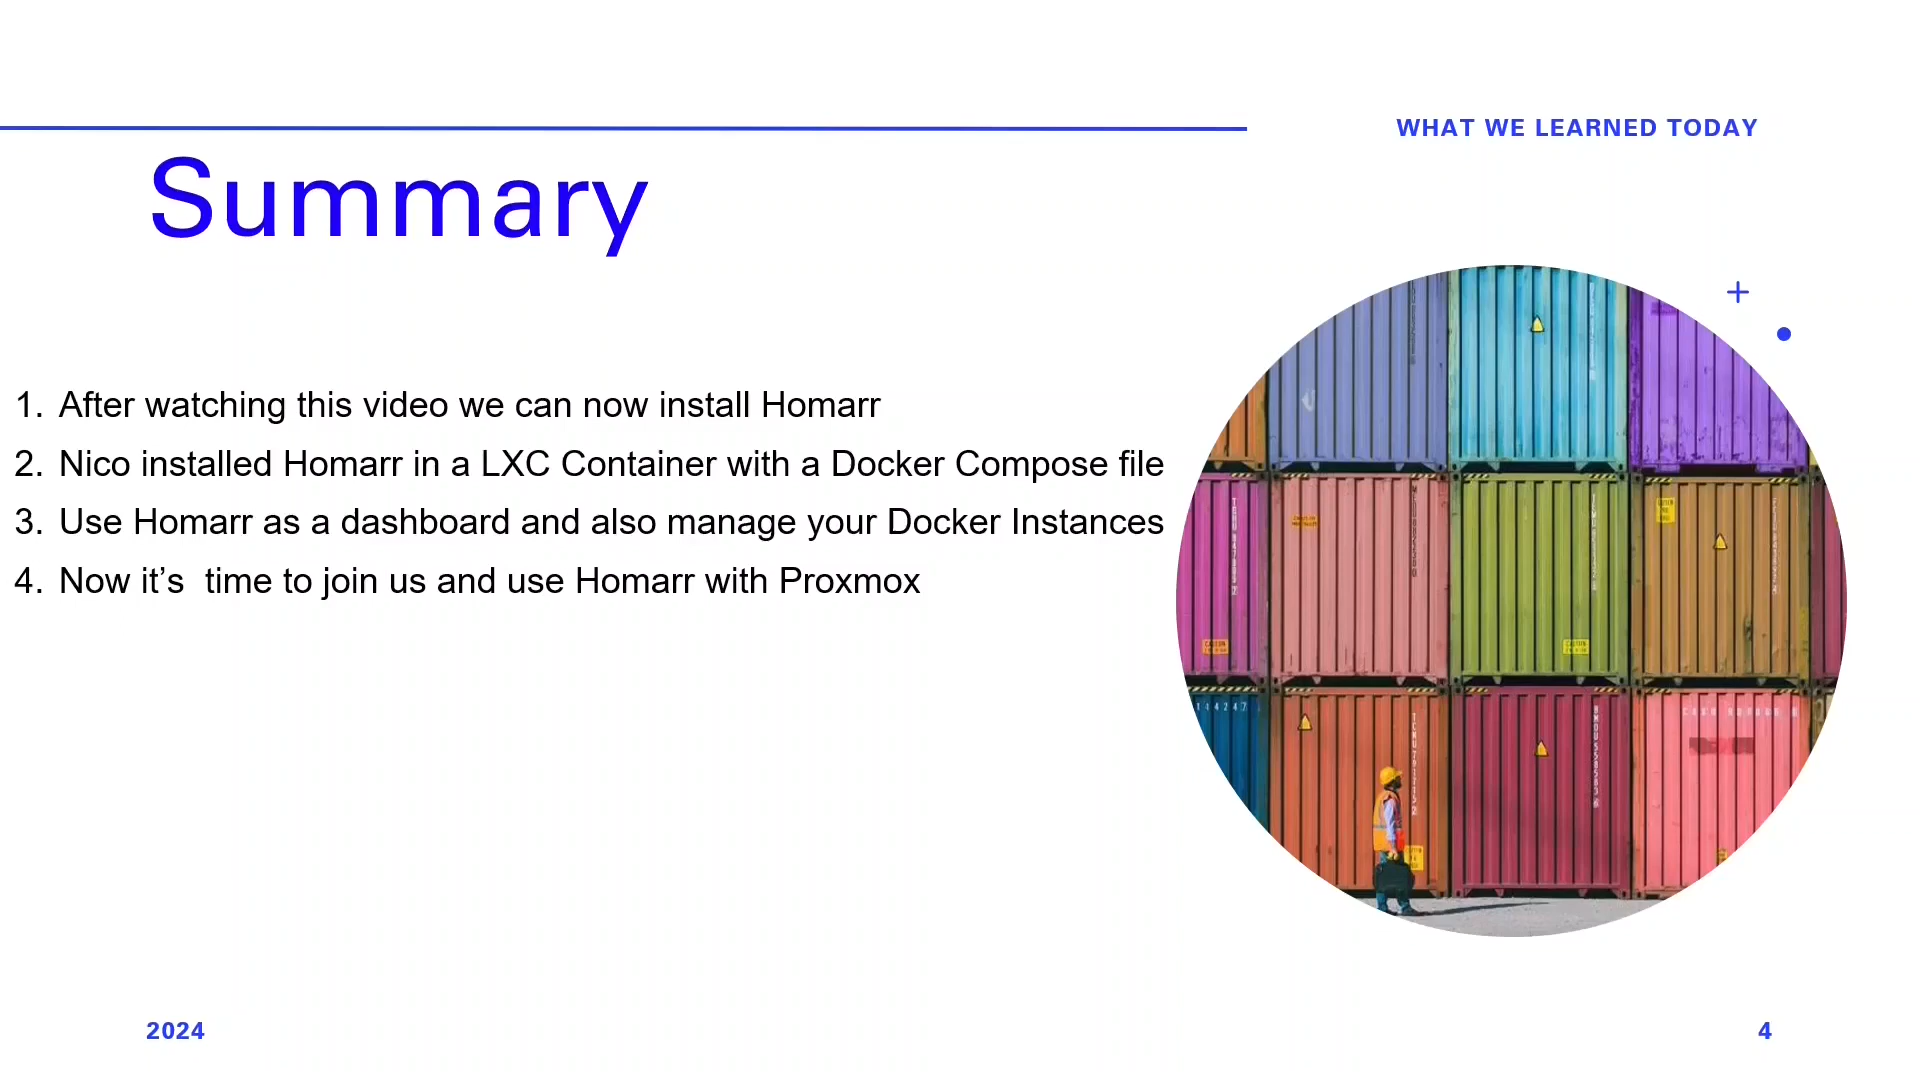 WHAT WE LEARNED TODAY
Summary
1. After watching this video we can now install Homarr
2. Nico installed Homarr in a LXC Container with a Docker Compose file
3. Use Homarr as a dashboard and also manage your Docker Instances
4. Now it’s  time to join us and use Homarr with Proxmox
2024
4